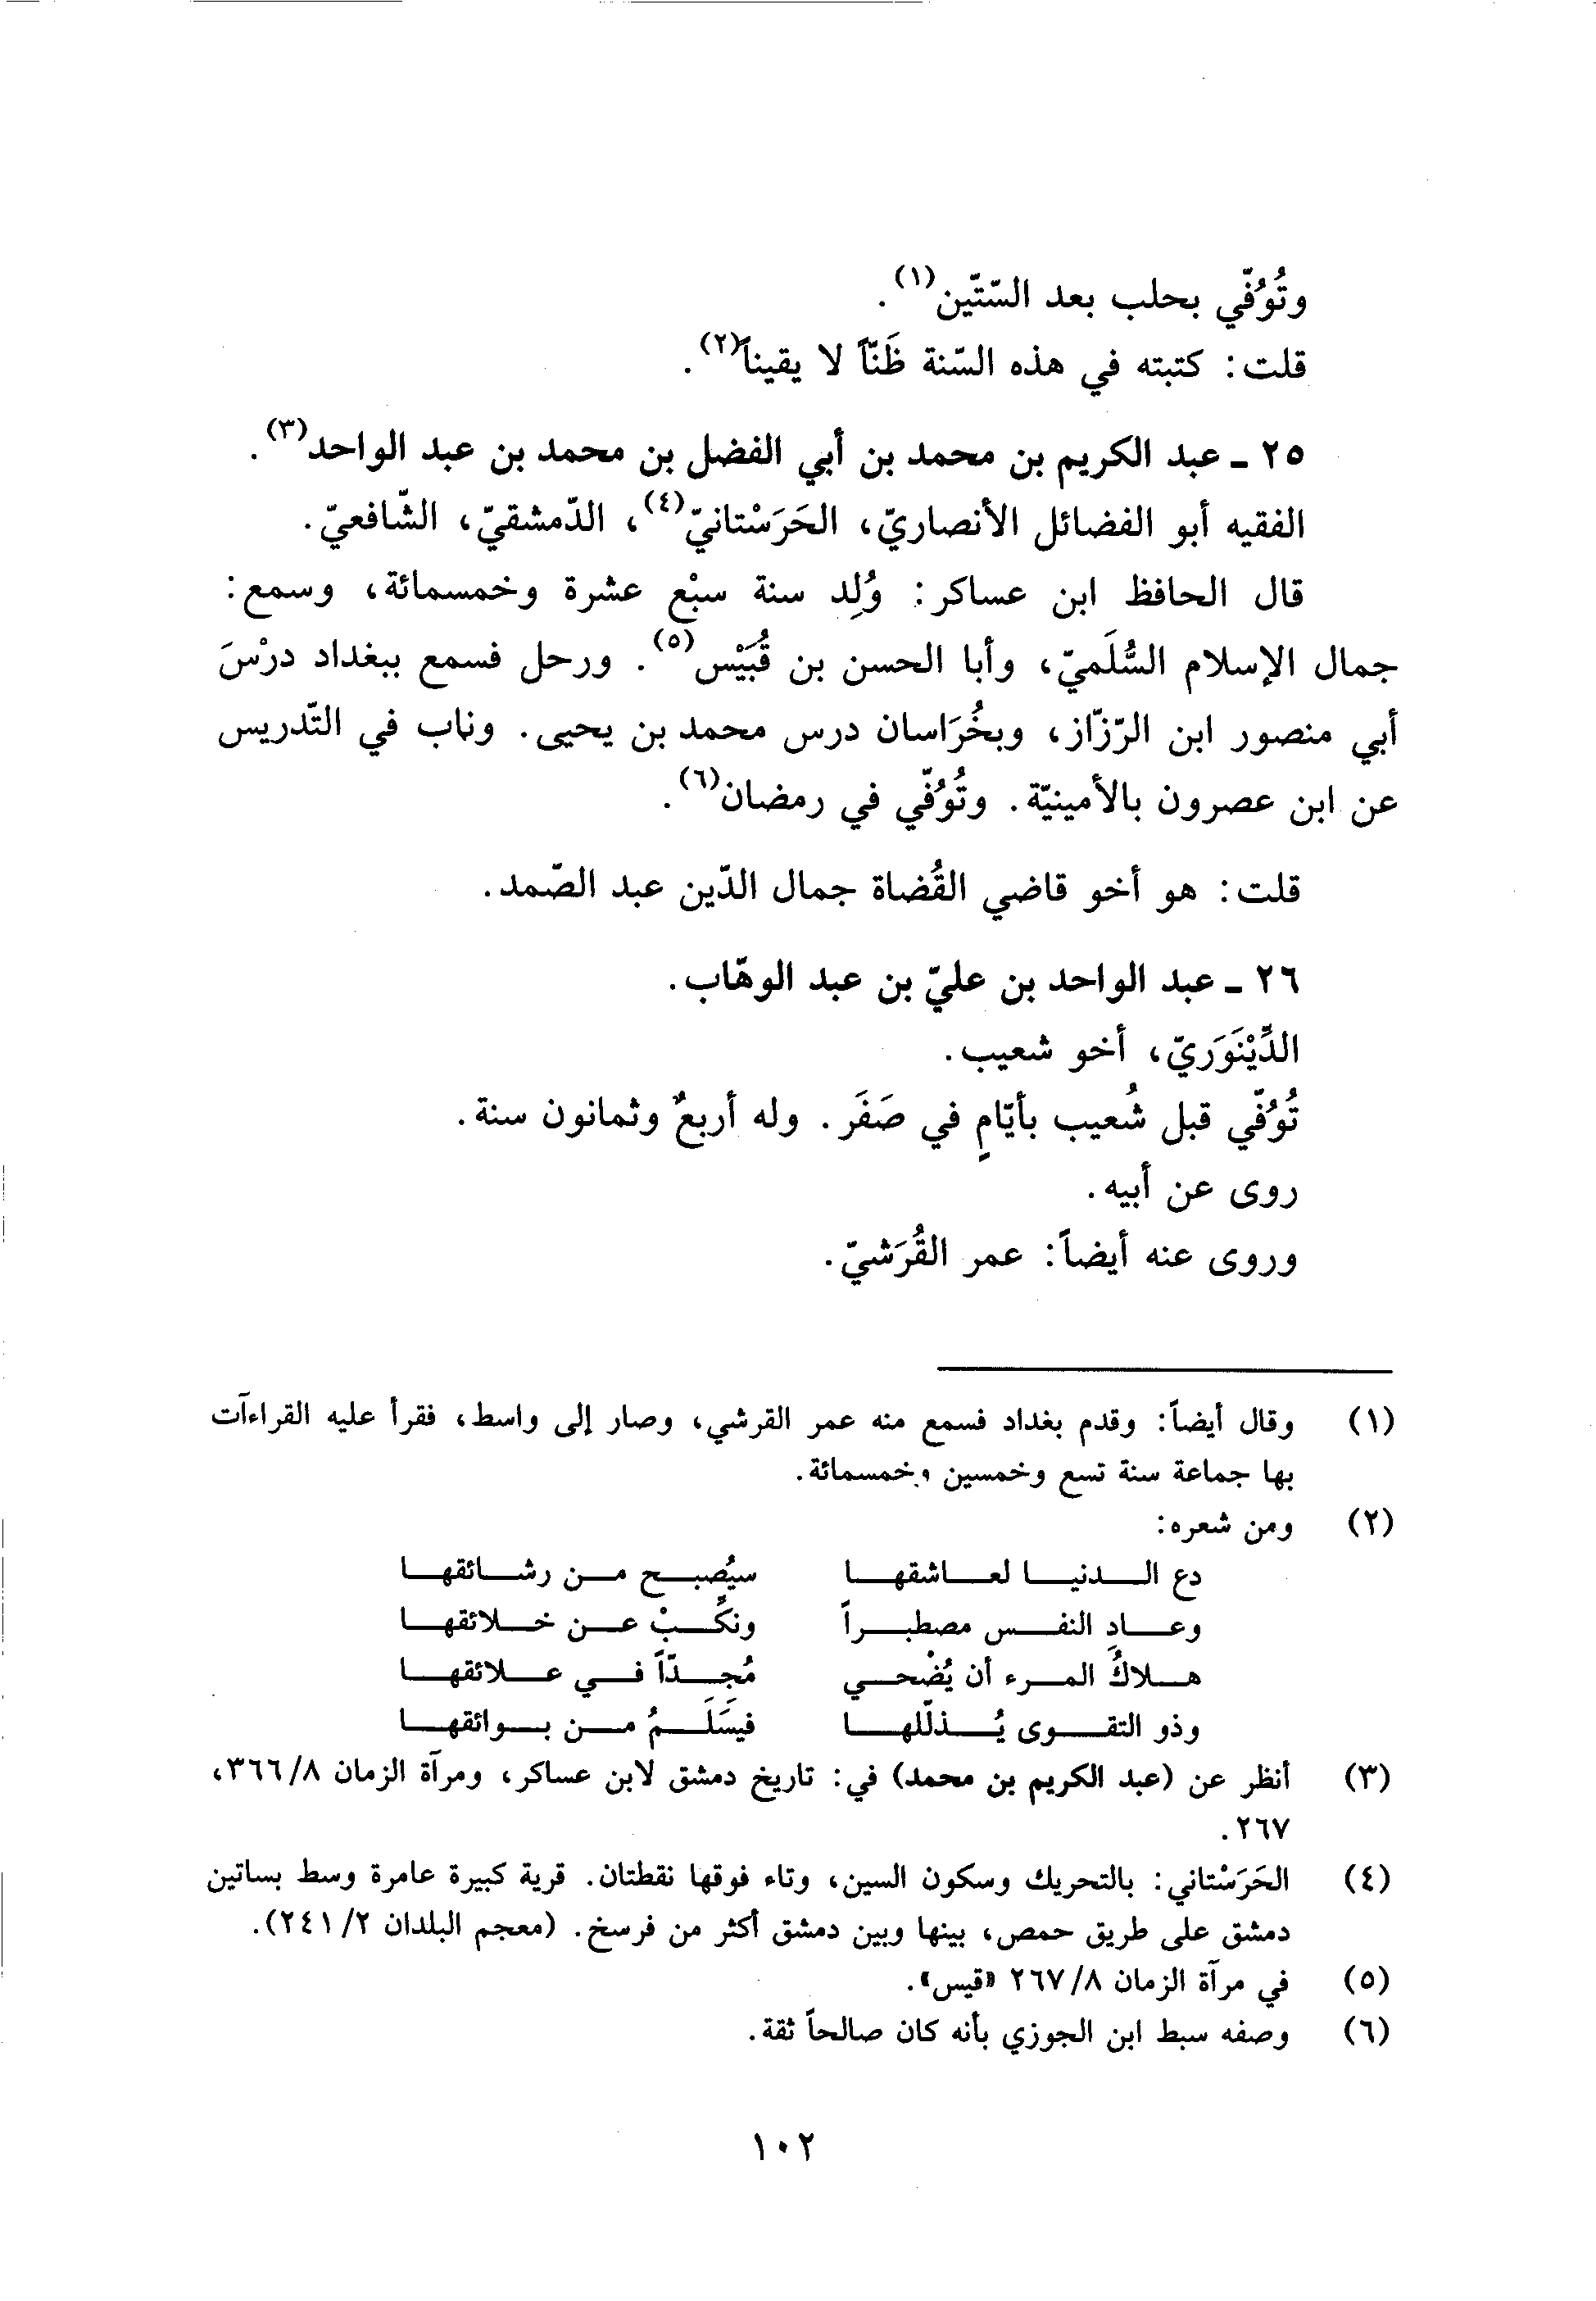 وتُوُفّي بحلب بعد السّتّين(١).
قلت: كتبته في هذه السّنة ظَنّاً لا يقيناً(٢).
٢٥ ـ عبد الكريم بن محمد بن أبي الفضل بن محمد بن عبد الواحد(٣).
الفقيه أبو الفضائل الأنصاريّ، الحَرَسْتانيّ(٤)، الدّمشقيّ، الشّافعيّ.
قال الحافظ ابن عساكر: وُلِد سنة سبْع عشرة وخمسمائة، وسمع:
جمال الإسلام السُّلَميّ، وأبا الحسن بن قُبَيْس(٥). ورحل فسمع ببغداد درْسَ
أبي منصور ابن الرّزّاز، وبخُرَاسان درس محمد بن يحيى. وناب في التّدريس
عن ابن عصرون بالأمينيّة. وتُوُفّي في رمضان(٦).
قلت: هو أخو قاضي القُضاة جمال الدّين عبد الصّمد.
٢٦ ـ عبد الواحد بن عليّ بن عبد الوهّاب.
الدِّيْنَوَريّ، أخو شعيب.
تُوُفّي قبل شُعيب بأيّامٍ في صَفَر. وله أربعٌ وثمانون سنة.
روى عن أبيه.
وروى عنه أيضاً: عمر القُرَشيّ.
(١) وقال أيضاً: وقدم بغداد فسمع منه عمر القرشي، وصار إلى واسط، فقرأ عليه القراءآت
بها جماعة سنة تسع وخمسين وخمسمائة.
(٢) ومن شعره:
دع الدنيا لعاشقها سيُصبح من رشائقها
وعادِ النفس مصطبراً ونكِّبْ عن خلائقها
هلاكُ المرء أن يُضْحي مُجدّاً في علائقها
وذو التقوى يُذلّلها فيسَلَمُ من بوائقها
(٣) أنظر عن (عبد الكريم بن محمد) في: تاريخ دمشق لابن عساكر، ومرآة الزمان ٣٦٦/٨،
٢٦٧.
(٤) الحَرَسْتاني: بالتحريك وسكون السين، وتاء فوقها نقطتان. قرية كبيرة عامرة وسط بساتين
دمشق على طريق حمص، بينها وبين دمشق أكثر من فرسخ. (معجم البلدان ٢٤١/٢).
(٥) في مرآة الزمان ٢٦٧/٨ «قيس».
(٦) وصفه سبط ابن الجوزي بأنه كان صالحاً ثقة.
١٠٢